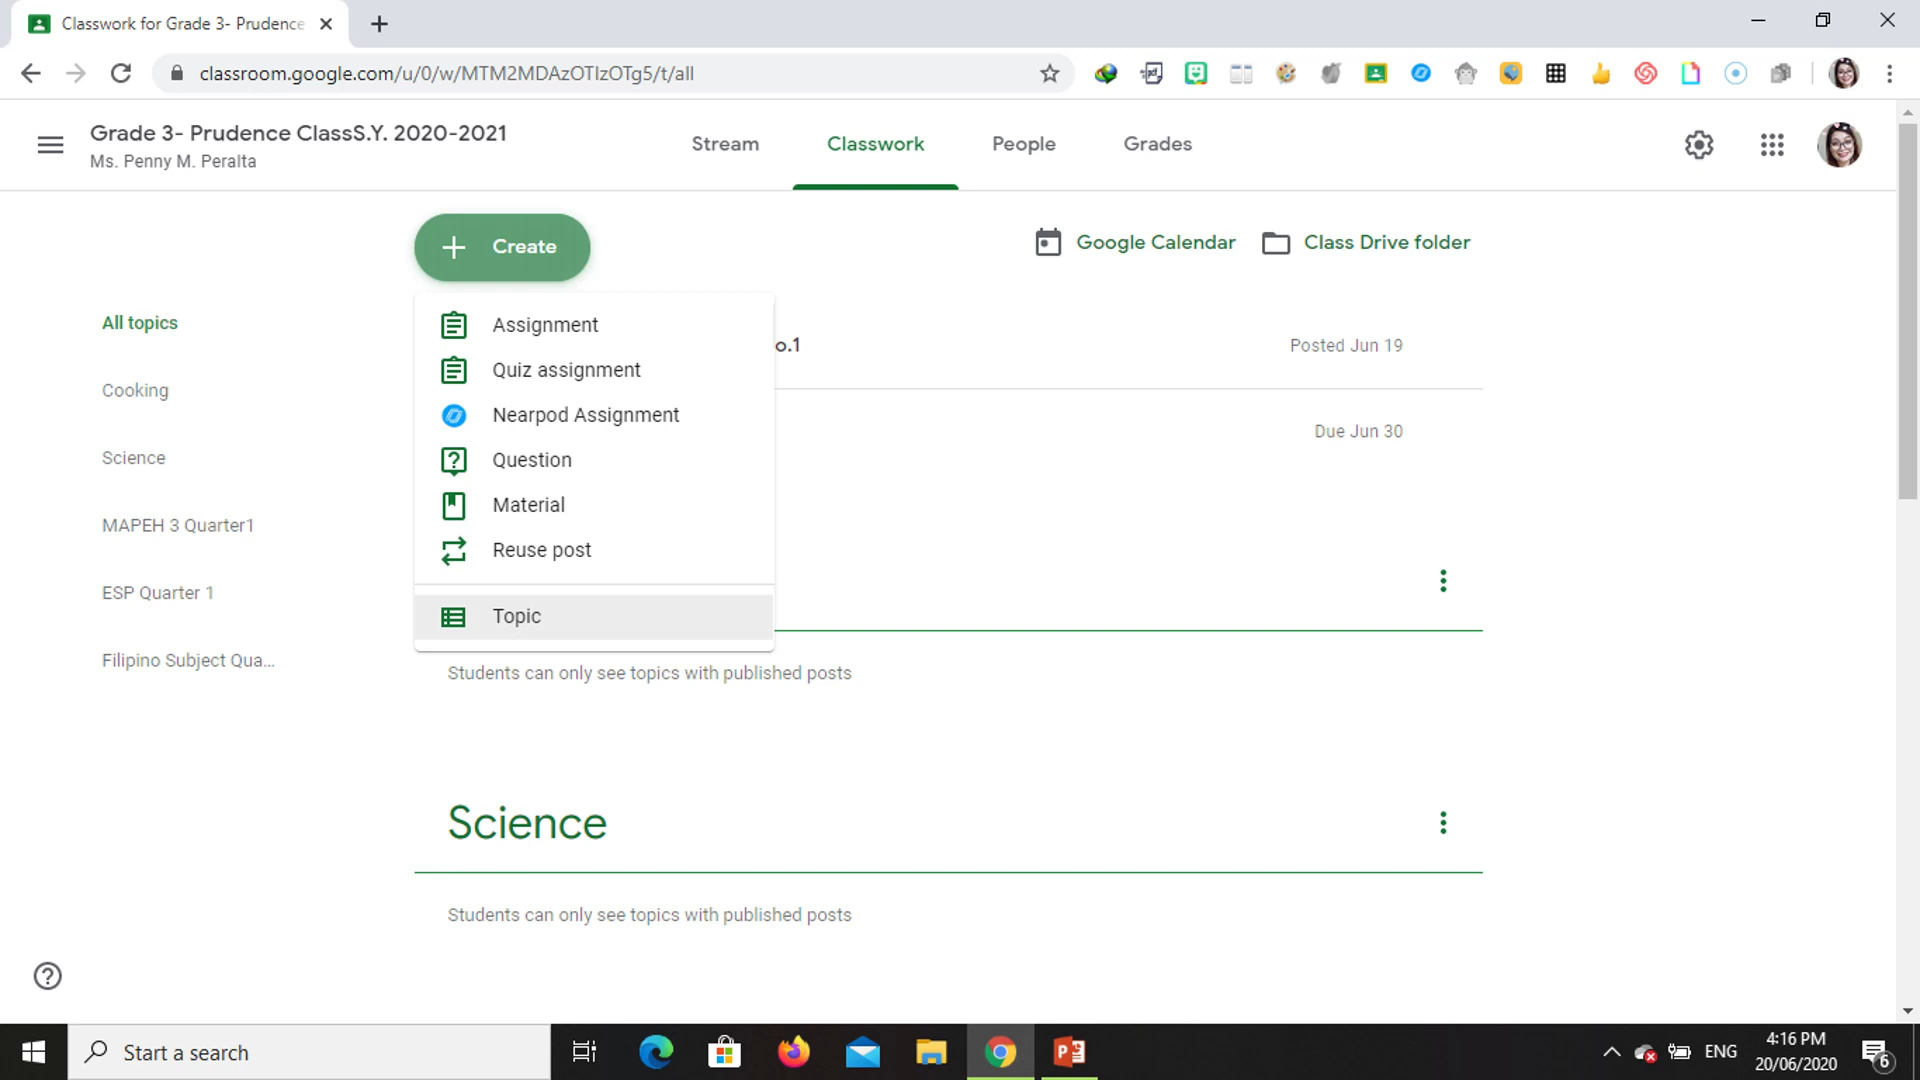 Classwork for Grade 3- Prudence
classroom.google.com/u/0/w/MTM2MDAzOTIzOTg5/t/all
Grade 3- Prudence ClassS.Y. 2020-2021
Ms. Penny M. Peralta
Stream
Classwork
People
Grades
Create
Google Calendar
Class Drive folder
All topics
Cooking
Science
MAPEH 3 Quarter1
ESP Quarter 1
Filipino Subject Qua...
Assignment
Quiz assignment
Nearpod Assignment
Question
Material
Reuse post
Topic
o.1
Posted Jun 19
Due Jun 30
Students can only see topics with published posts
Science
Students can only see topics with published posts
Start a search
ENG
4:16 PM
20/06/2020
6